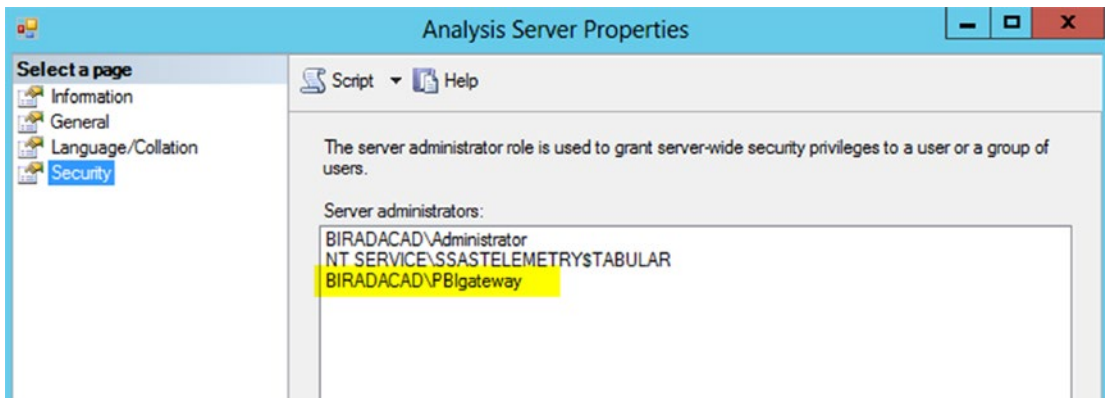 Analysis Server Properties
Select a page
Information
General
Language/Collation
Security
Script
Help
The server administrator role is used to grant server-wide security privileges to a user or a group of
users.
Server administrators:
BIRADACAD\Administrator
NT SERVICE\SSASTELEMETRY$TABULAR
BIRADACAD\PBIgateway